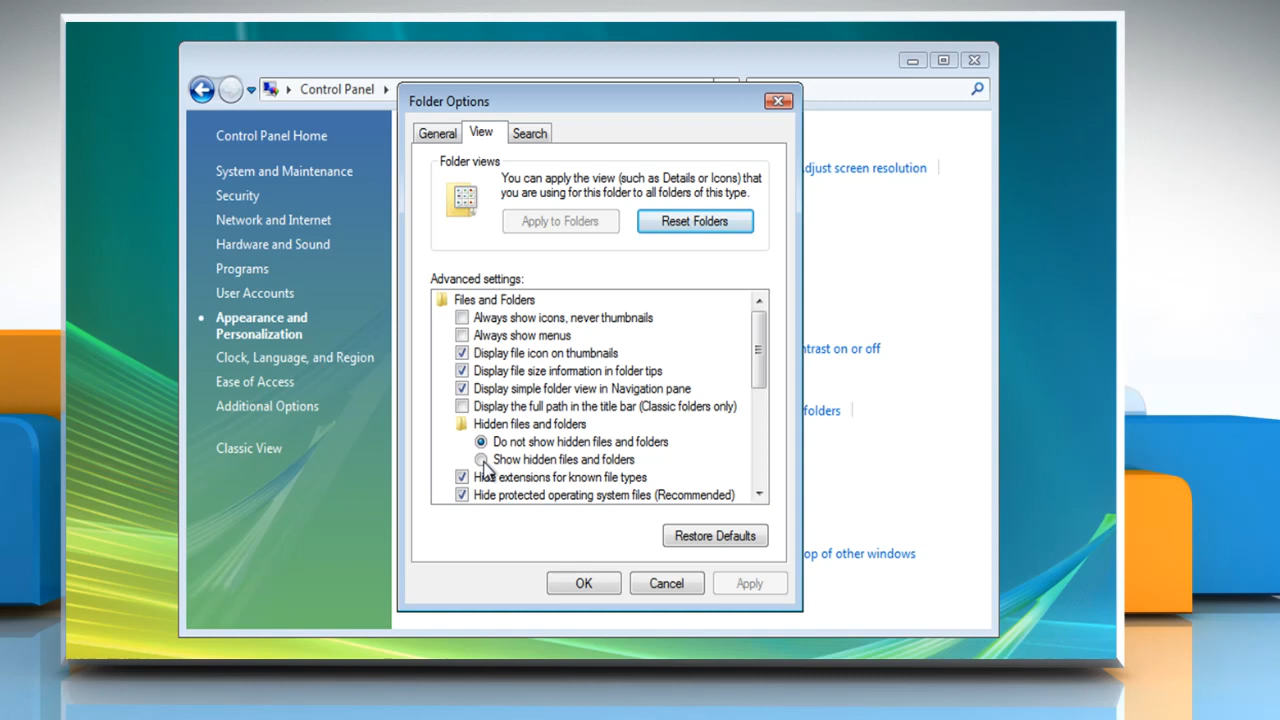 Control Panel
Folder Options
General
View
Search
Control Panel Home
System and Maintenance
Security
Network and Internet
Hardware and Sound
Programs
User Accounts
Appearance and
Personalization
Clock, Language, and Region
Ease of Access
Additional Options
Classic View
Folder views
You can apply the view (such as Details or Icons) that
you are using for this folder to all folders of this type.
Apply to Folders
Reset Folders
Advanced settings:
Files and Folders
Always show icons, never thumbnails
Always show menus
Display file icon on thumbnails
Display file size information in folder tips
Display simple folder view in Navigation pane
Display the full path in the title bar (Classic folders only)
Hidden files and folders
Do not show hidden files and folders
Show hidden files and folders
Hide extensions for known file types
Hide protected operating system files (Recommended)
Restore Defaults
OK
Cancel
Apply
djust screen resolution
ntrast on or off
folders
op of other windows